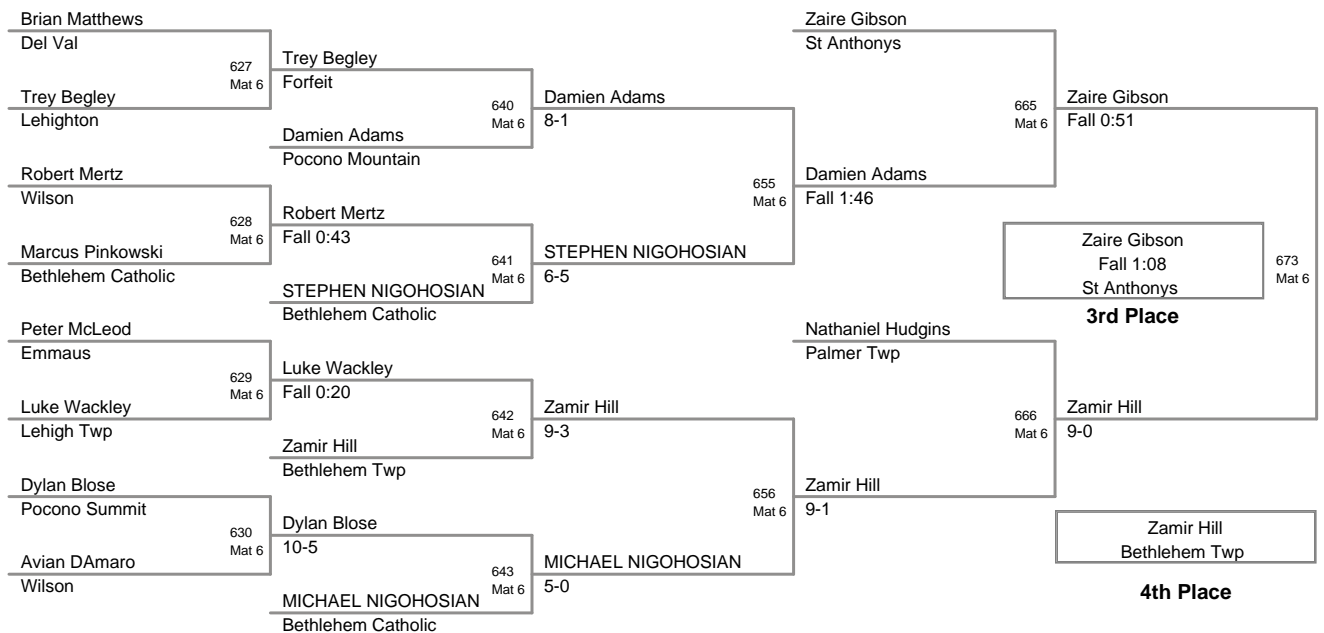 Brian Matthews
Del Val
627
Mat 6
Trey Begley
Lehighton
Robert Mertz
Wilson
628
Mat 6
Marcus Pinkowski
Bethlehem Catholic
Peter McLeod
Emmaus
629
Mat 6
Luke Wackley
Lehigh Twp
Dylan Blose
Pocono Summit
630
Mat 6
Avian DAmaro
Wilson
Trey Begley
Forfeit
640
Mat 6
Damien Adams
Pocono Mountain
Robert Mertz
Fall 0:43
641
Mat 6
STEPHEN NIGOHOSIAN
Bethlehem Catholic
Luke Wackley
Fall 0:20
642
Mat 6
Zamir Hill
Bethlehem Twp
Dylan Blose
10-5
643
Mat 6
MICHAEL NIGOHOSIAN
Bethlehem Catholic
Damien Adams
8-1
655
Mat 6
STEPHEN NIGOHOSIAN
6-5
Zamir Hill
9-3
656
Mat 6
MICHAEL NIGOHOSIAN
5-0
Zaire Gibson
St Anthonys
665
Mat 6
Damien Adams
Fall 1:46
Nathaniel Hudgins
Palmer Twp
666
Mat 6
Zamir Hill
9-1
Zaire Gibson
Fall 0:51
Zaire Gibson
Fall 1:08
St Anthonys
3rd Place
673
Mat 6
Zamir Hill
9-0
Zamir Hill
Bethlehem Twp
4th Place